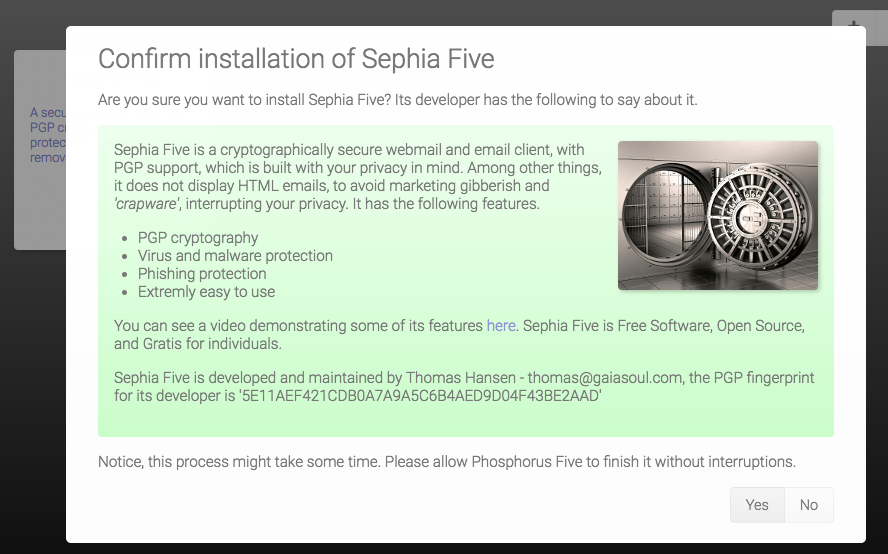 Confirm installation of Sephia Five
Are you sure you want to install Sephia Five? Its developer has the following to say about it.
A secu
PGP cr
protec
remov
Sephia Five is a cryptographically secure webmail and email client, with
PGP support, which is built with your privacy in mind. Among other things,
it does not display HTML emails, to avoid marketing gibberish and
'crapware', interrupting your privacy. It has the following features.
• PGP cryptography
• Virus and malware protection
• Phishing protection
• Extremly easy to use
You can see a video demonstrating some of its features here. Sephia Five is Free Software, Open Source,
and Gratis for individuals.
Sephia Five is developed and maintained by Thomas Hansen - thomas@gaiasoul.com, the PGP fingerprint
for its developer is '5E11AEF421CDB0A7A9A5C6B4AED9D04F43BE2AAD'
Notice, this process might take some time. Please allow Phosphorus Five to finish it without interruptions.
Yes No